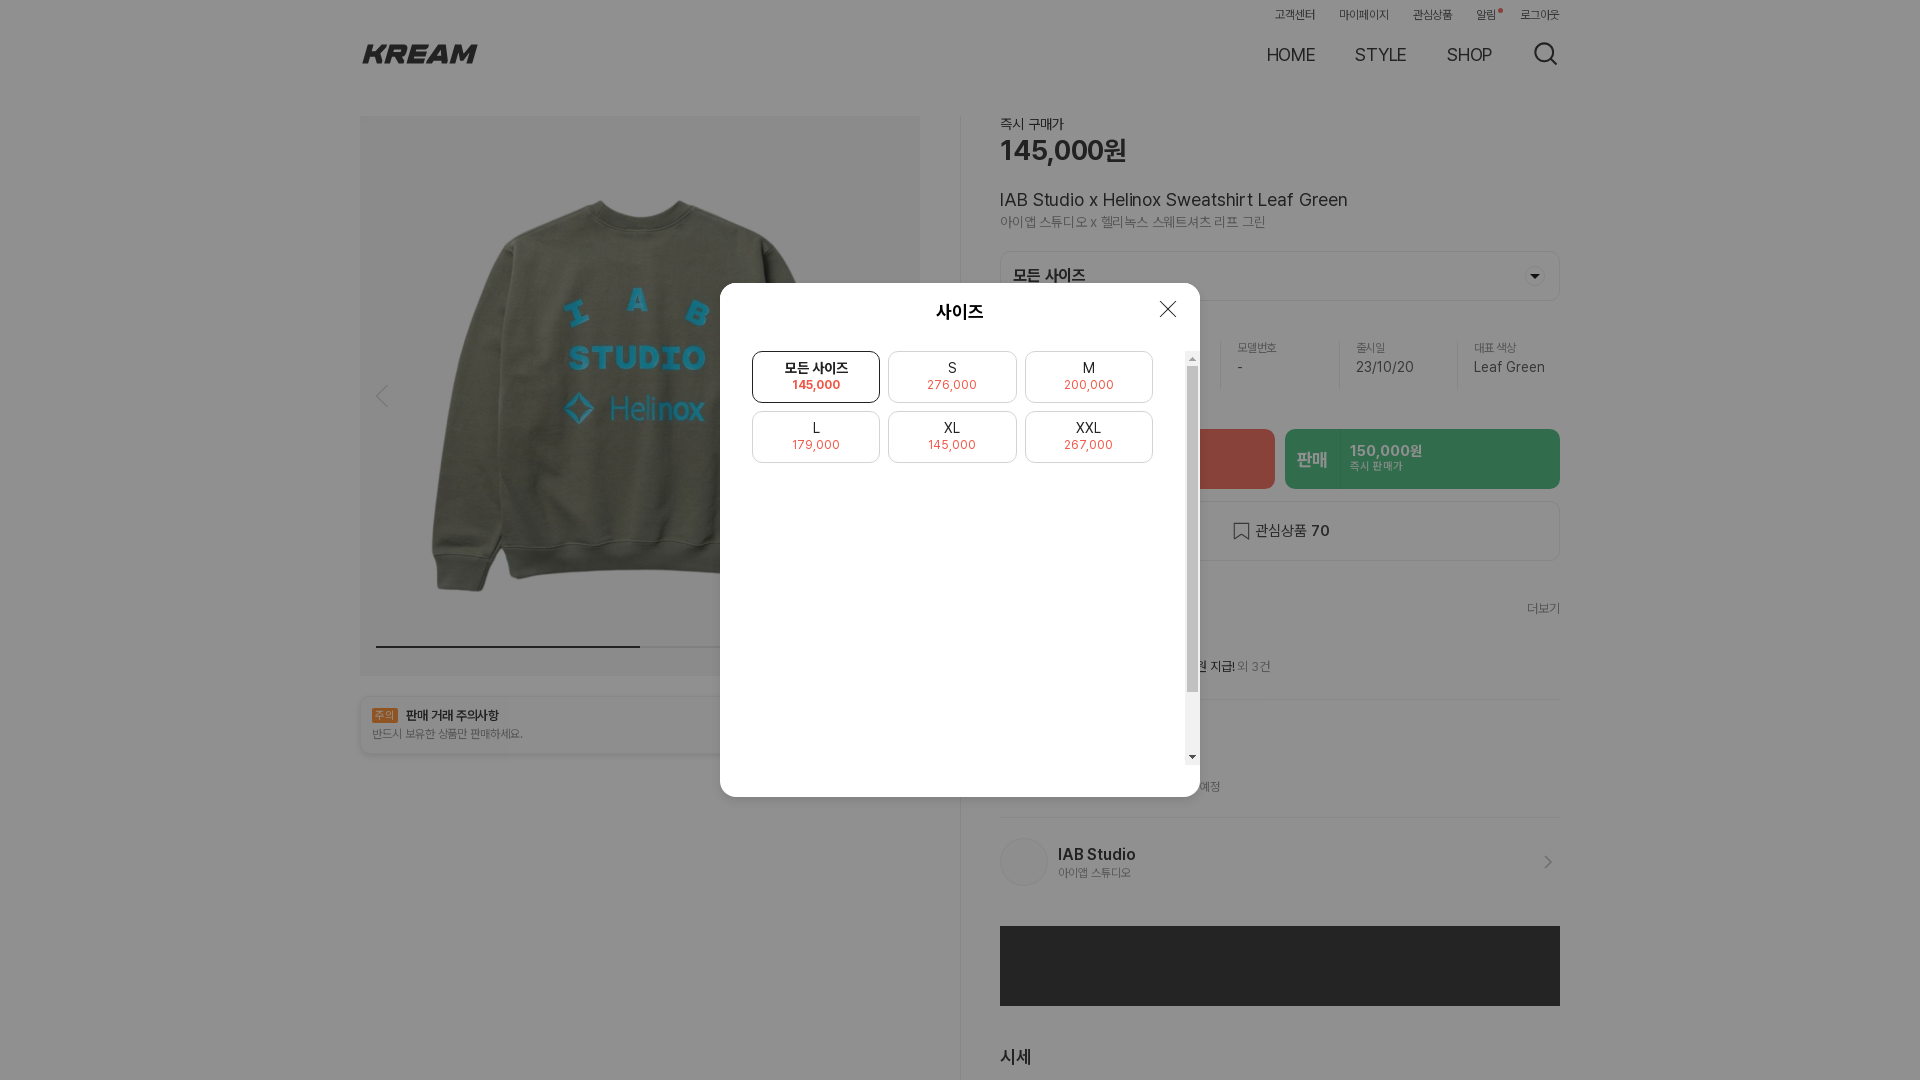 고객센터
마이페이지
관심상품
알림
로그아웃
KREAM
HOME
STYLE
SHOP
즉시 구매가
145,000원
IAB Studio x Helinox Sweatshirt Leaf Green
아이앱 스튜디오 x 헬리녹스 스웨트셔츠 리프 그린
모든 사이즈
I A B
STUDIO
Helinox
사이즈
모든 사이즈
145,000
S
276,000
M
200,000
L
179,000
XL
145,000
XXL
267,000
모델번호
-
출시일
23/10/20
대표 색상
Leaf Green
판매
150,000원
즉시 판매가
관심상품 70
더보기
원 지급! 외 3건
예정
주의 판매 거래 주의사항
반드시 보유한 상품만 판매하세요.
IAB Studio
아이앱 스튜디오
시세